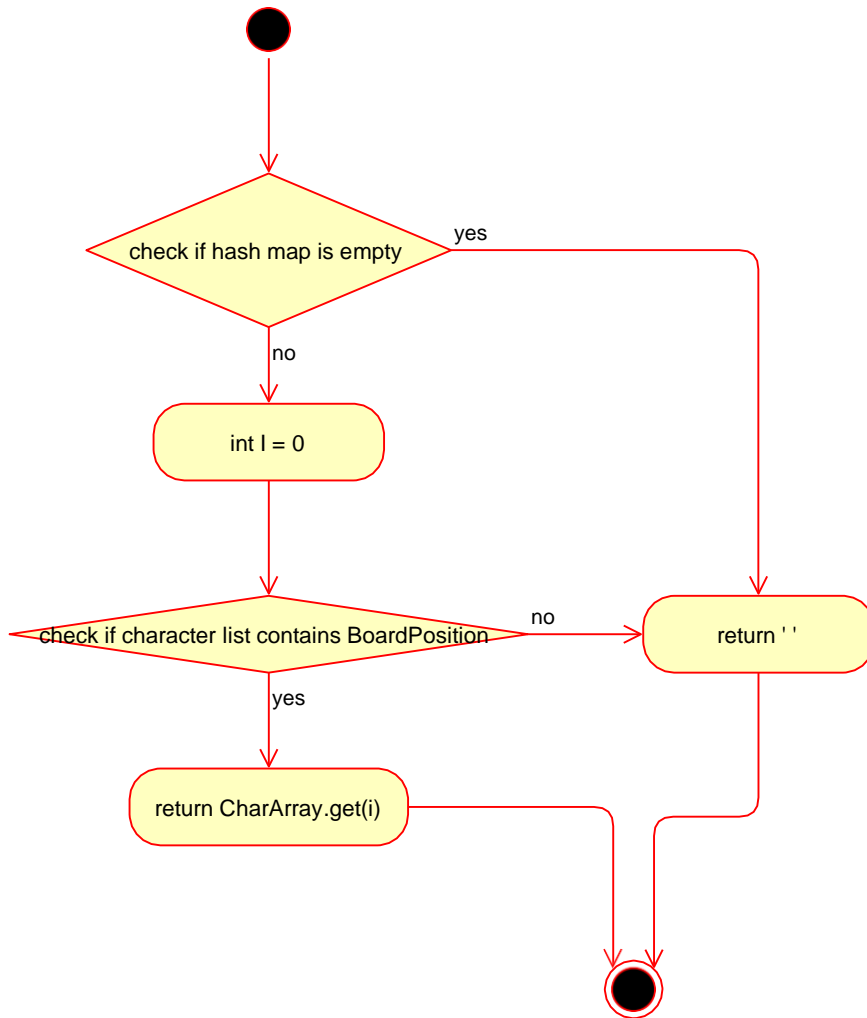 yes
check if hash map is empty
no
int I = 0
no
check if character list contains BoardPosition
return ' '
yes
return CharArray.get(i)